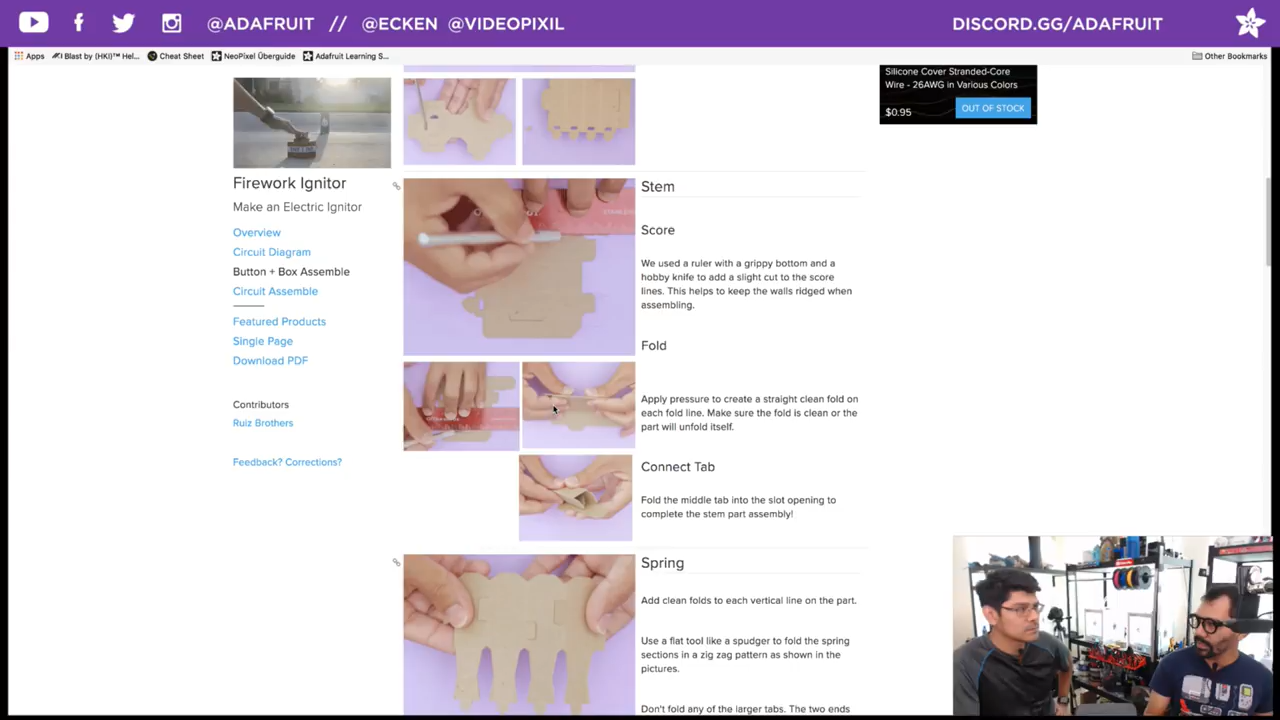 @ADAFRUIT // @ECKEN @VIDEOPIXIL
DISCORD.GG/ADAFRUIT
Apps
Blast by (HKI)™ Hel...
Cheat Sheet
NeoPixel Überguide
Adafruit Learning S...
Other Bookmarks
Silicone Cover Stranded-Core
Wire - 26AWG in Various Colors
$0.95
OUT OF STOCK
Firework Ignitor
Make an Electric Ignitor
Overview
Circuit Diagram
Button + Box Assemble
Circuit Assemble
Featured Products
Single Page
Download PDF
Contributors
Ruiz Brothers
Feedback? Corrections?
Stem
Score
We used a ruler with a grippy bottom and a
hobby knife to add a slight cut to the score
lines. This helps to keep the walls ridged when
assembling.
Fold
Apply pressure to create a straight clean fold on
each fold line. Make sure the fold is clean or the
part will unfold itself.
Connect Tab
Fold the middle tab into the slot opening to
complete the stem part assembly!
Spring
Add clean folds to each vertical line on the part.
Use a flat tool like a spudger to fold the spring
sections in a zig zag pattern as shown in the
pictures.
Don't fold any of the larger tabs. The two ends